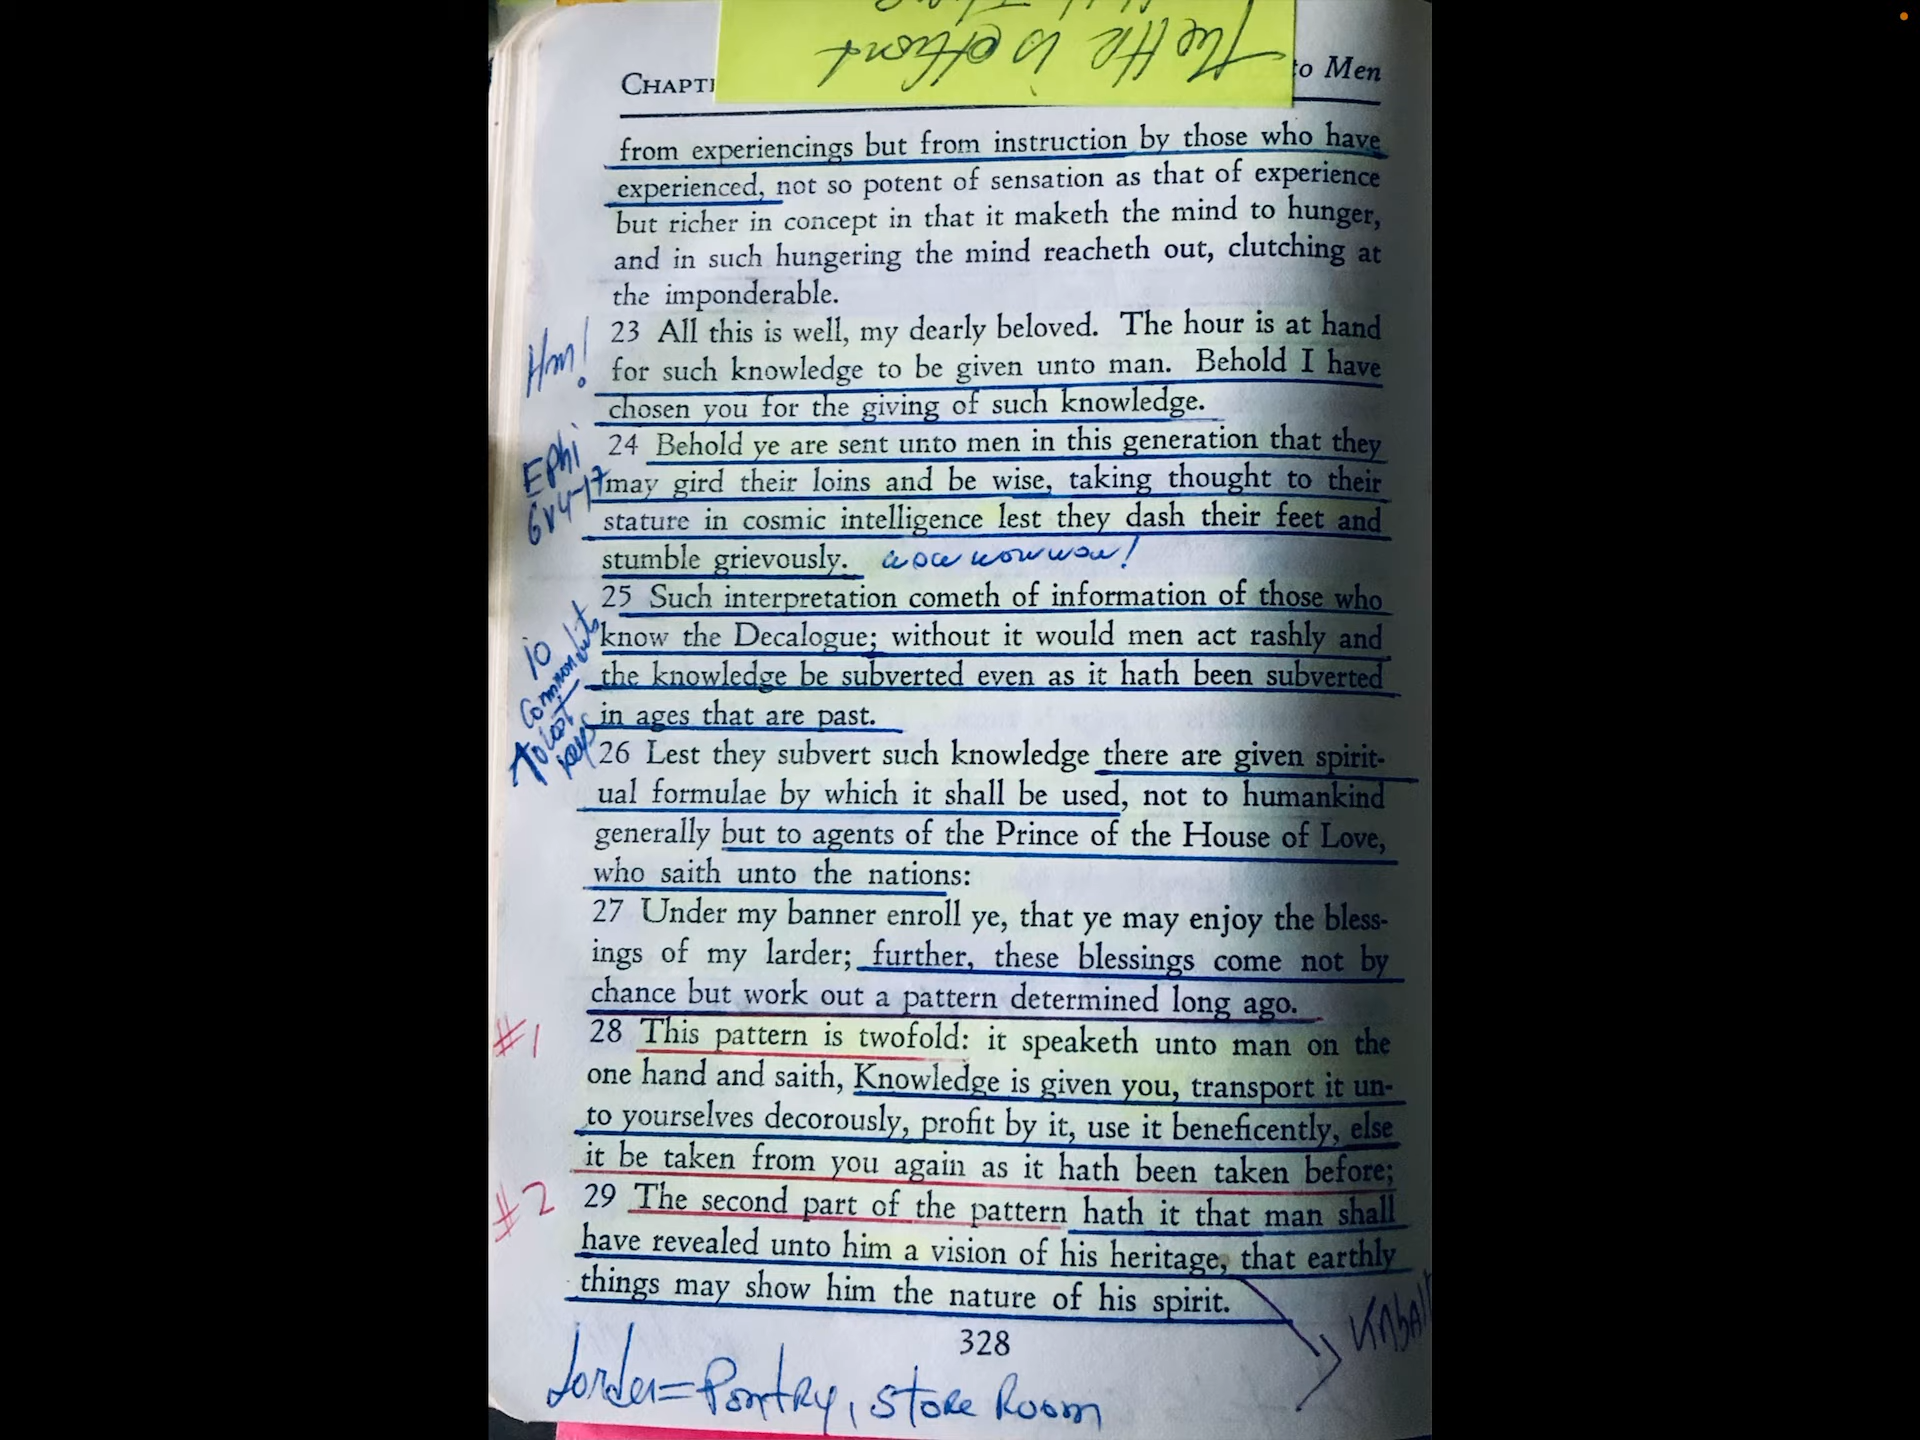 The HE is effort
CHAPT
to Men
from experiencings but from instruction by those who have
experienced, not so potent of sensation as that of experience
but richer in concept in that it maketh the mind to hunger,
and in such hungering the mind reacheth out, clutching at
the imponderable.
Hm!
23 All this is well, my dearly beloved. The hour is at hand
for such knowledge to be given unto man. Behold I have
chosen you for the giving of such knowledge.
Ephi
6v4-17
24 Behold ye are sent unto men in this generation that they
may gird their loins and be wise, taking thought to their
stature in cosmic intelligence lest they dash their feet and
stumble grievously. wow wow wow!
25 Such interpretation cometh of information of those who
know the Decalogue; without it would men act rashly and
the knowledge be subverted even as it hath been subverted
in ages that are past.
10
26 Lest they subvert such knowledge there are given spirit-
ual formulae by which it shall be used, not to humankind
generally but to agents of the Prince of the House of Love,
who saith unto the nations:
27 Under my banner enroll ye, that ye may enjoy the bless-
ings of my larder; further, these blessings come not by
chance but work out a pattern determined long ago.
#1
28 This pattern is twofold: it speaketh unto man on the
one hand and saith, Knowledge is given you, transport it un-
to yourselves decorously, profit by it, use it beneficently, else
it be taken from you again as it hath been taken before;
#2
29 The second part of the pattern hath it that man shall
have revealed unto him a vision of his heritage, that earthly
things may show him the nature of his spirit.
328
Larder = Pantry, Store Room